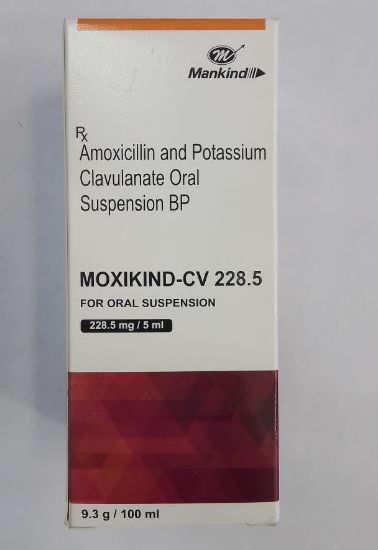 Mankind
Rx
Amoxicillin and Potassium
Clavulanate Oral
Suspension BP
MOXIKIND-CV 228.5
FOR ORAL SUSPENSION
228.5 mg / 5 ml
9.3 g / 100 ml